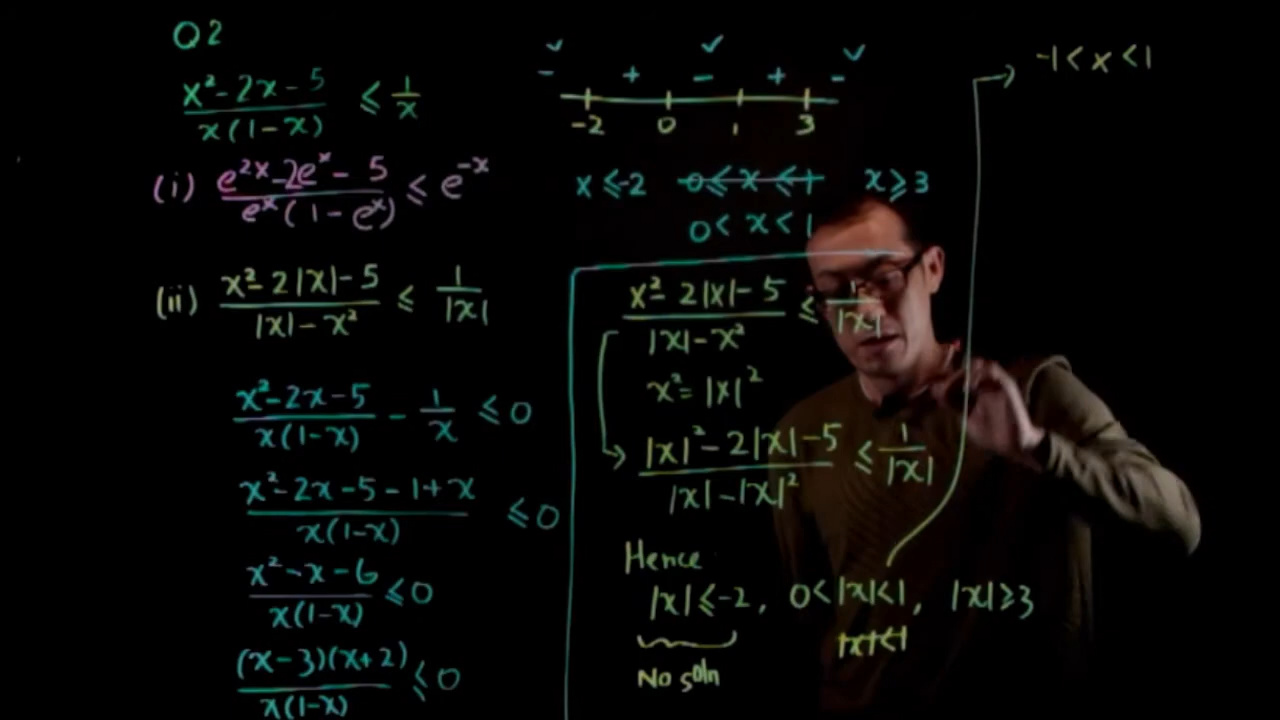 Q2
x² - 2x - 5 / x(1 - x) ≤ 1/x
(i) e^{2x} - 2e^x - 5 / e^x(1 - e^x) ≤ e^{-x}
(ii) x² - 2|x| - 5 / |x| - x² ≤ 1/|x|
x² - 2x - 5 / x(1-x) - 1/x ≤ 0
x² - 2x - 5 - 1 + x / x(1-x) ≤ 0
x² - x - 6 / x(1-x) ≤ 0
(x-3)(x+2) / x(1-x) ≤ 0
✓ ✓ ✓
- + - + -
-2 0 1 3
x ≤ -2 0 ≤ x ≤ 1 x ≥ 3
0 < x < 1
x² - 2|x| - 5 / |x| - x² ≤ 1/|x|
x² = |x|²
|x|² - 2|x| - 5 / |x| - |x|² ≤ 1/|x|
Hence
|x| ≤ -2, 0 < |x| < 1, |x| ≥ 3
No soln |x| < 1
-1 < x < 1